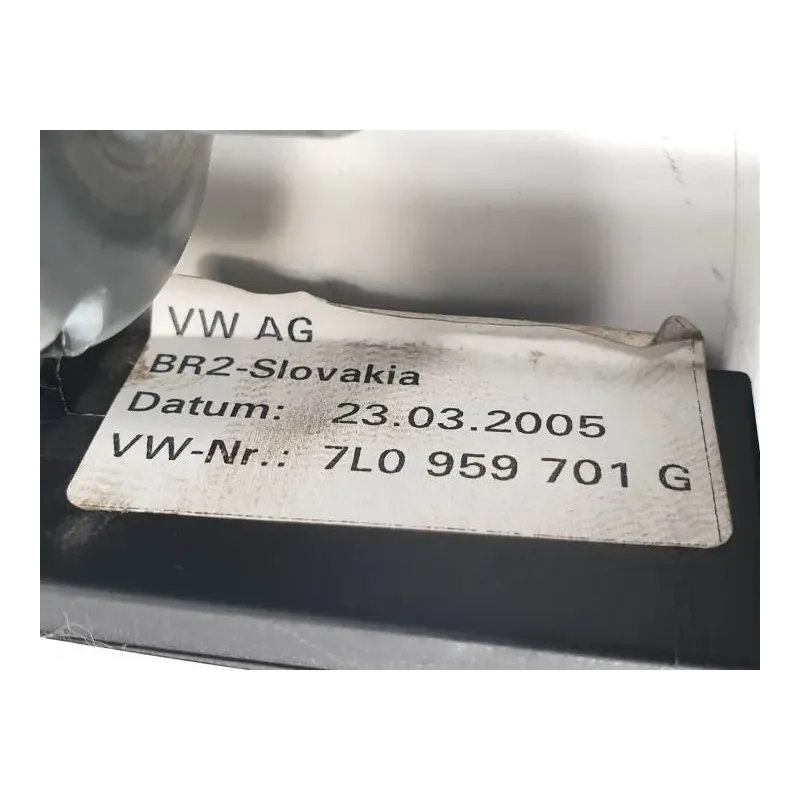 VW AG
BR2-Slovakia
Datum: 23.03.2005
VW-Nr.: 7L0 959 701 G